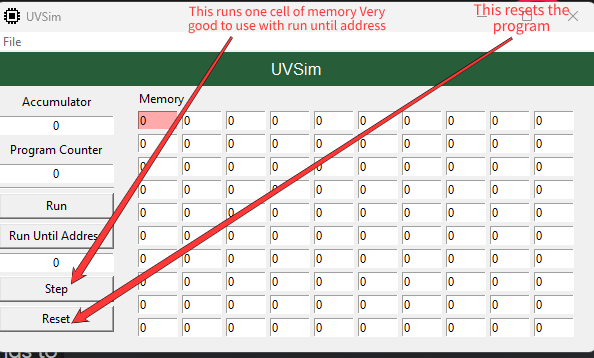 This runs one cell of memory Very
good to use with run until address
This resets the
program
UVSim
File
UVSim
Accumulator
0
Program Counter
0
Run
Run Until Address
0
Step
Reset
Memory
0 0 0 0 0 0 0 0 0 0
0 0 0 0 0 0 0 0 0 0
0 0 0 0 0 0 0 0 0 0
0 0 0 0 0 0 0 0 0 0
0 0 0 0 0 0 0 0 0 0
0 0 0 0 0 0 0 0 0 0
0 0 0 0 0 0 0 0 0 0
0 0 0 0 0 0 0 0 0 0
0 0 0 0 0 0 0 0 0 0
0 0 0 0 0 0 0 0 0 0
to